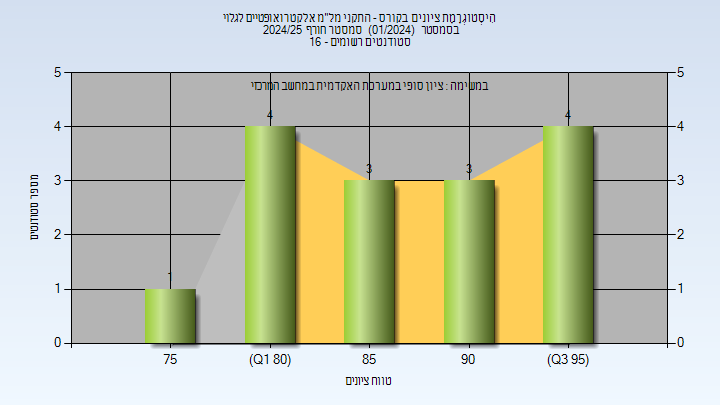 היסטוגרמת ציונים בקורס - התקני מל"מ אלקטרואופטיים לגלוי
בסמסטר (01/2024) סמסטר חורף 2024/25
סטודנטים רשומים - 16
במשימה : ציון סופי במערכת האקדמית במחשב המרכזי
מספר סטודנטים
5
4
3
2
1
0
5
4
3
2
1
0
1
4
3
3
4
75
(Q1 80)
85
90
(Q3 95)
טווח ציונים